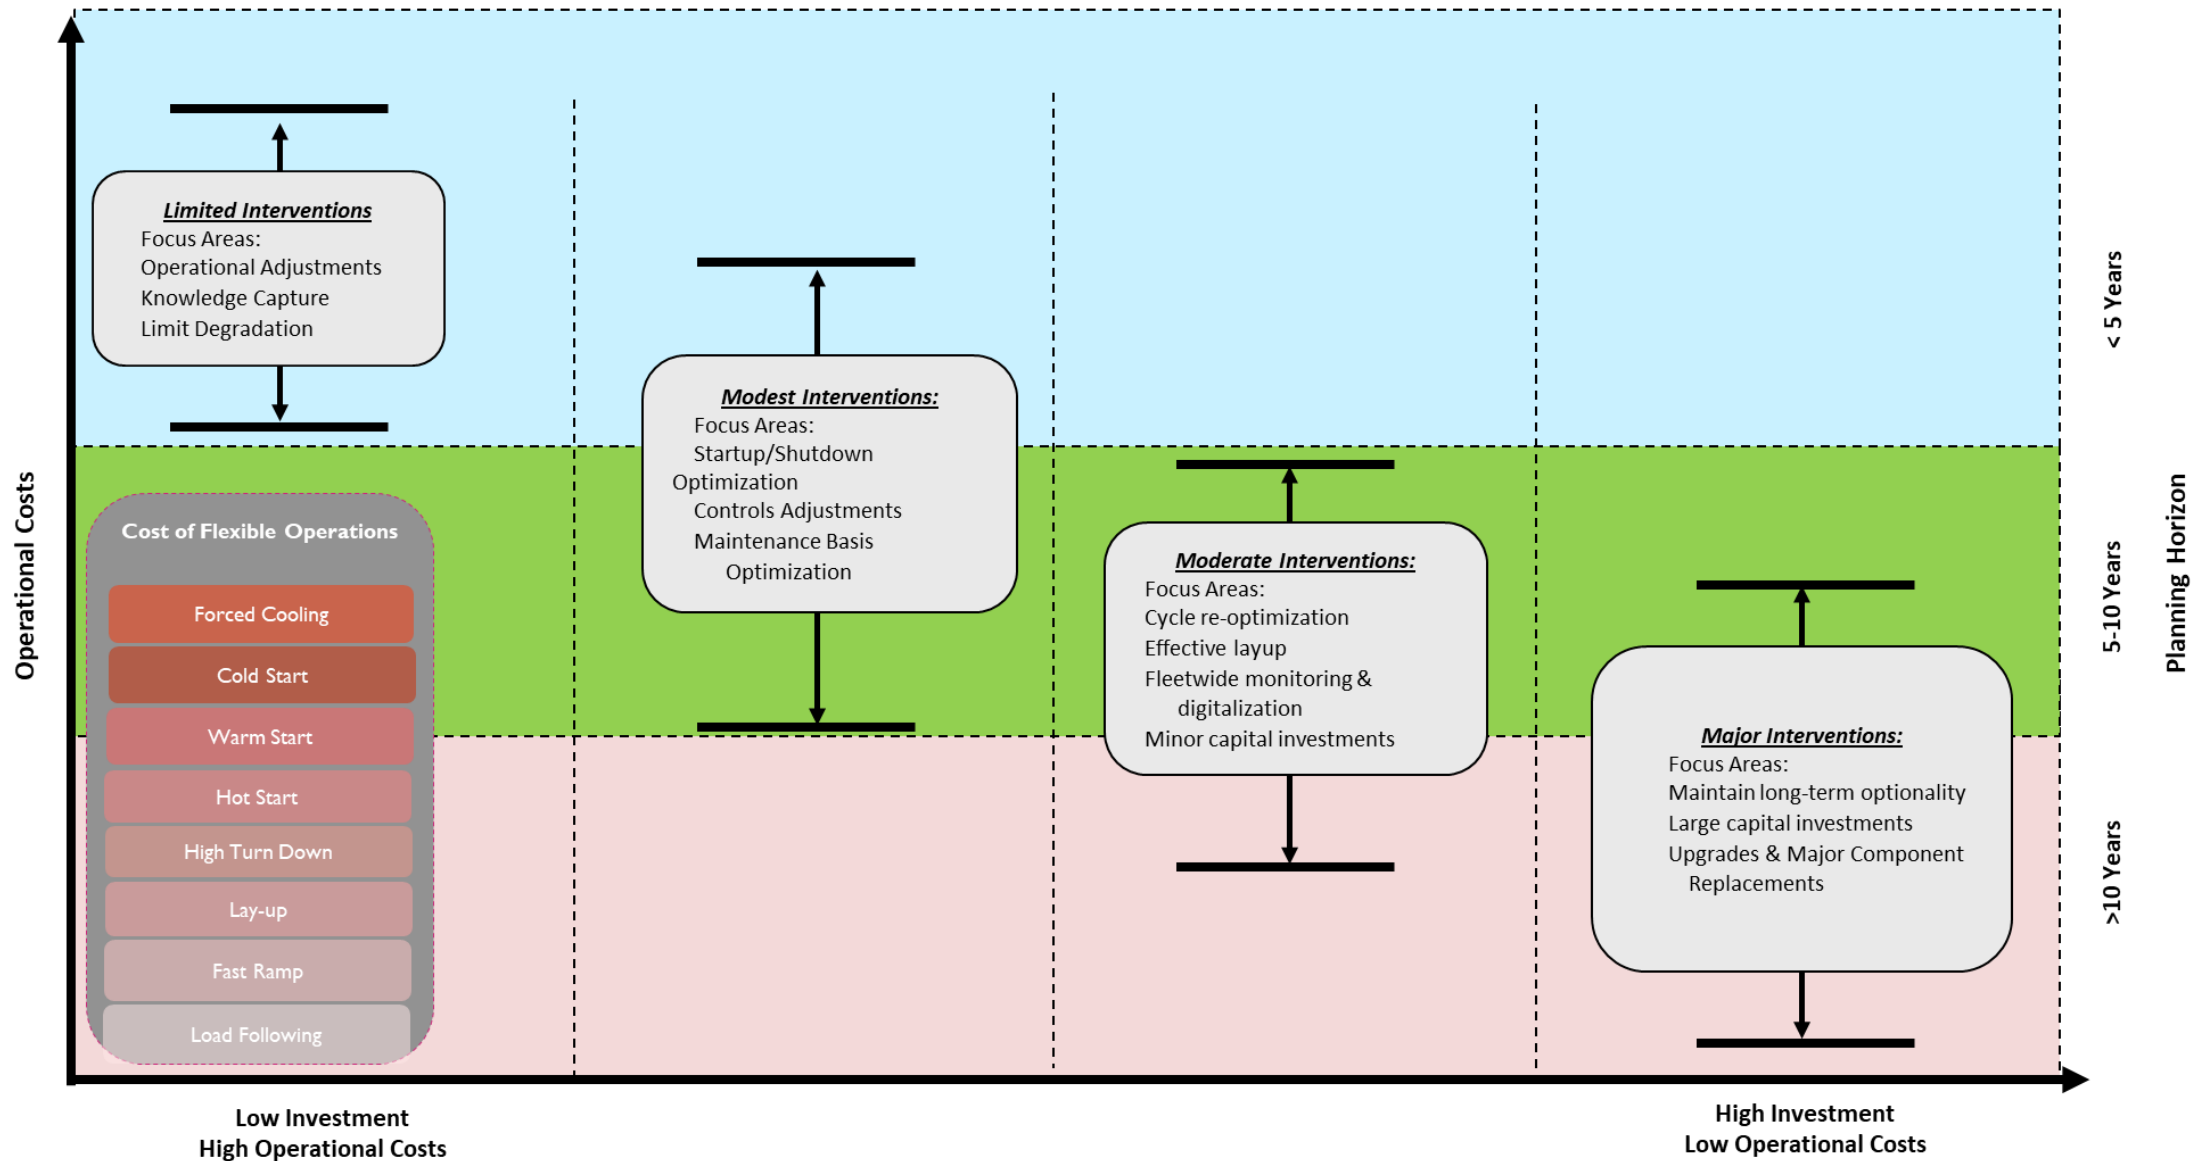 Operational Costs
Limited Interventions
Focus Areas:
Operational Adjustments
Knowledge Capture
Limit Degradation
Cost of Flexible Operations
Forced Cooling
Cold Start
Warm Start
Hot Start
High Turn Down
Lay-up
Fast Ramp
Load Following
Modest Interventions:
Focus Areas:
Startup/Shutdown
Optimization
Controls Adjustments
Maintenance Basis
Optimization
Moderate Interventions:
Focus Areas:
Cycle re-optimization
Effective layup
Fleetwide monitoring &
digitalization
Minor capital investments
Major Interventions:
Focus Areas:
Maintain long-term optionality
Large capital investments
Upgrades & Major Component
Replacements
< 5 Years
5-10 Years
>10 Years
Planning Horizon
Low Investment
High Operational Costs
High Investment
Low Operational Costs